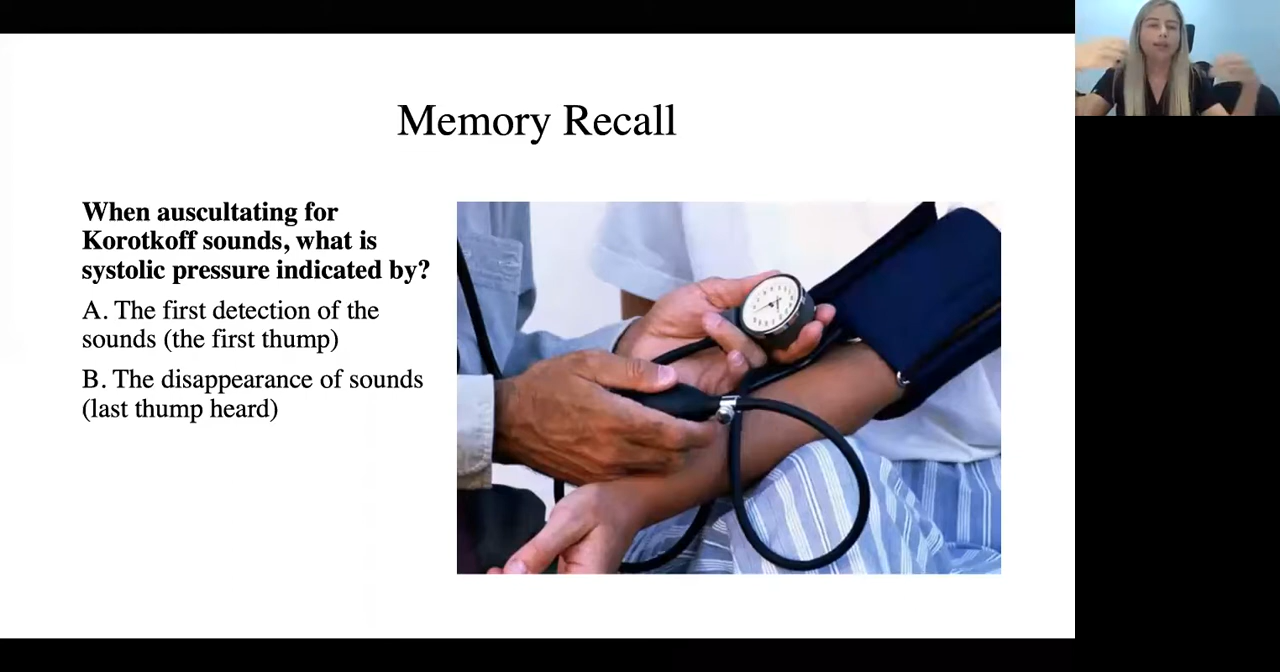 Memory Recall
When auscultating for
Korotkoff sounds, what is
systolic pressure indicated by?
A. The first detection of the
sounds (the first thump)
B. The disappearance of sounds
(last thump heard)